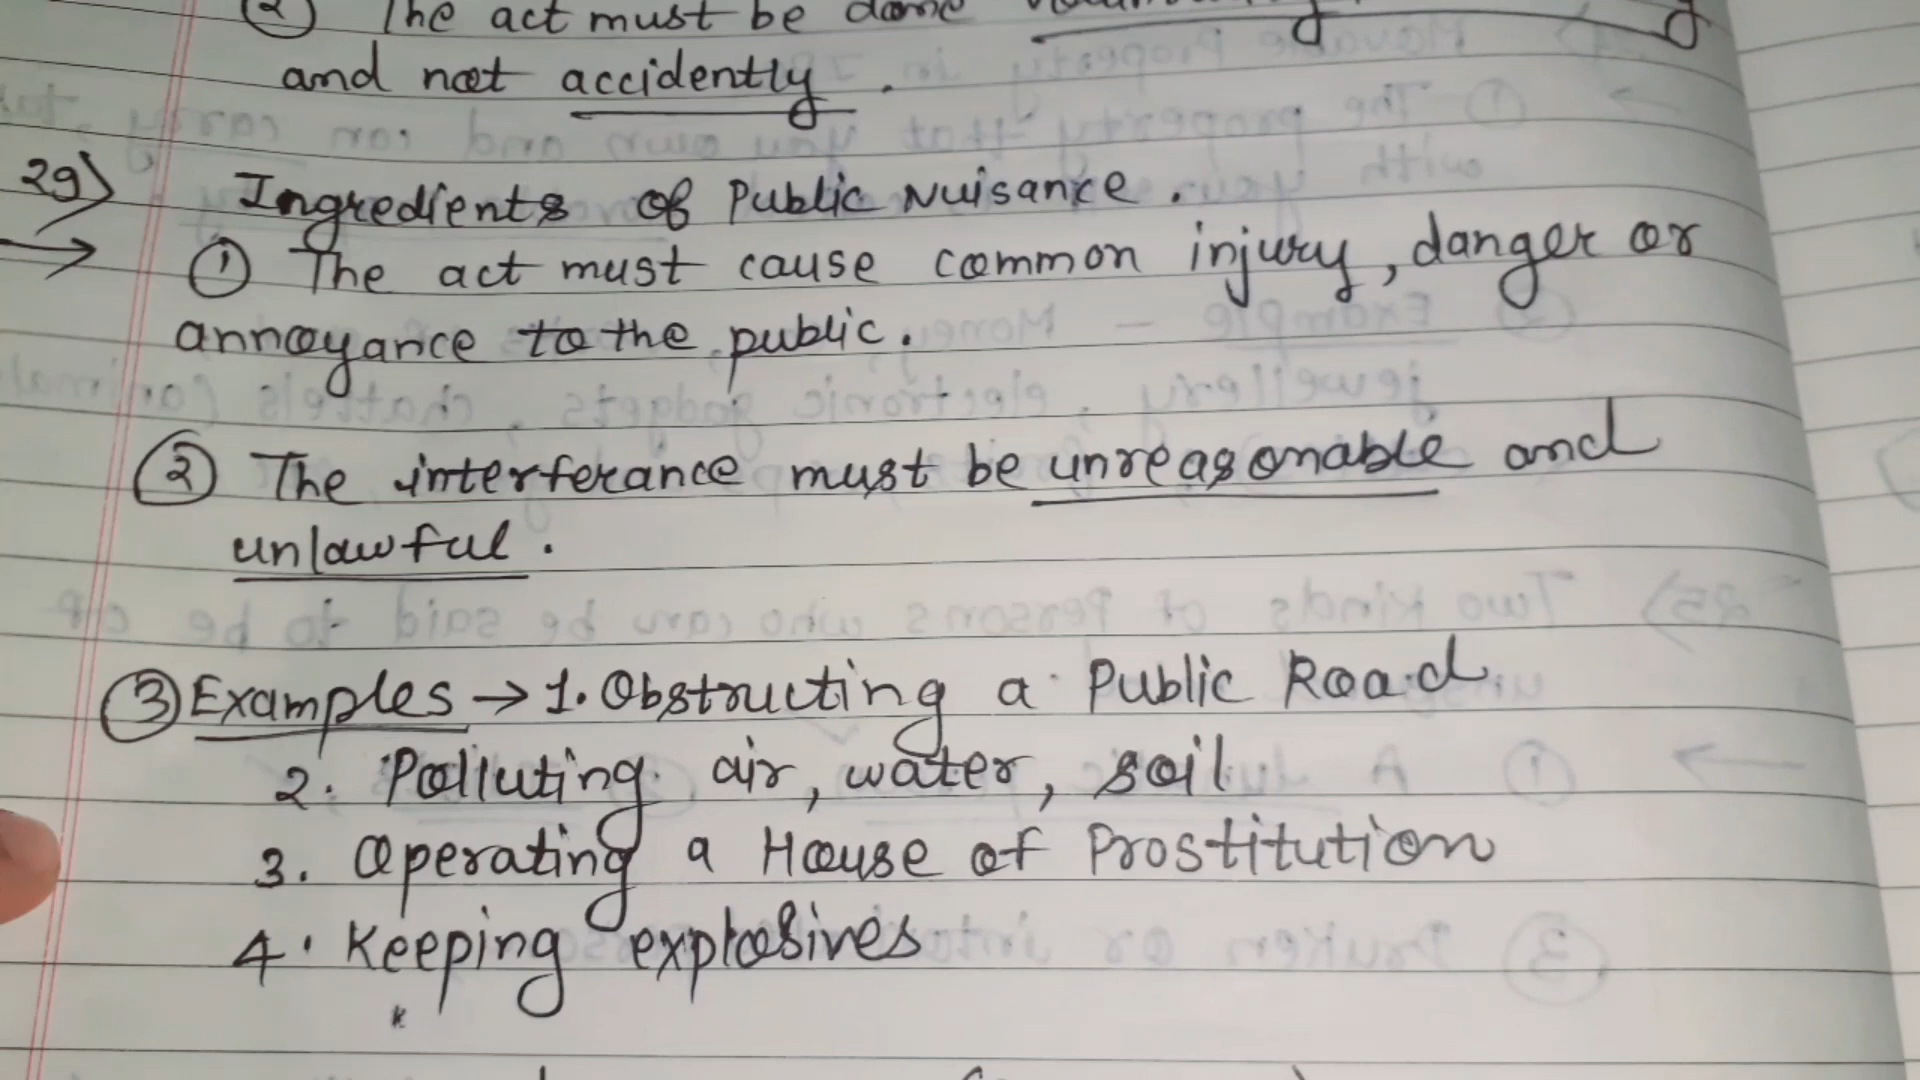 ② The act must be done
and not accidently.
29) Ingredients of Public Nuisance.
→ ① The act must cause common injury, danger or
annoyance to the public.
② The interferance must be unreasonable and
unlawful.
③ Examples → 1. Obstructing a Public Road
2. Polluting air, water, soil
3. Operating a House of Prostitution
4. Keeping explosives